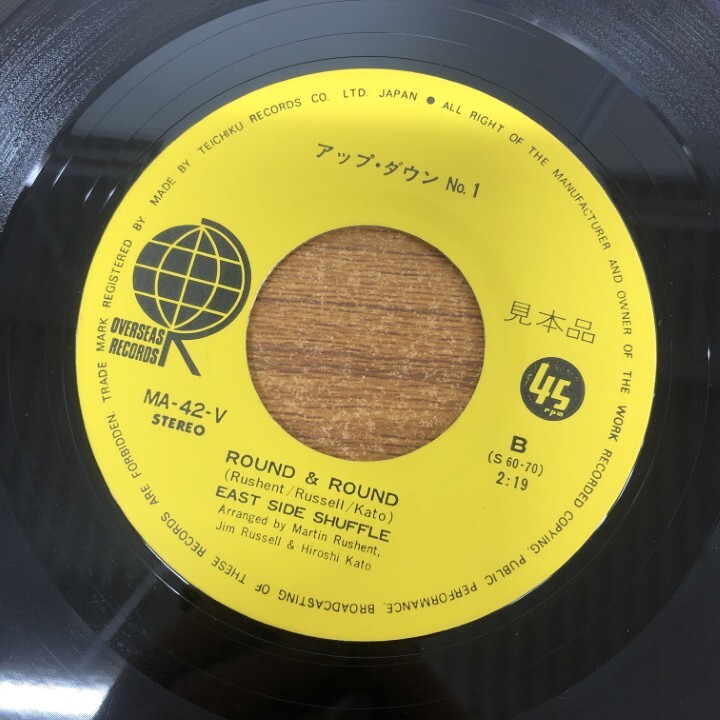 TRADE MARK REGISTERED BY MADE BY TEICHIKU RECORDS CO. LTD. JAPAN ● ALL RIGHT OF THE MANUFACTURER AND OWNER OF THE WORK RECORDED COPYING, PUBLIC PERFORMANCE, BROADCASTING OF THESE RECORDS ARE FORBIDDEN.
アップ・ダウン No. 1
OVERSEAS
RECORDS
見本品
45
rpm
MA-42-V
STEREO
B
(S 60-70)
2:19
ROUND & ROUND
(Rushent/Russell/Kato)
EAST SIDE SHUFFLE
Arranged by Martin Rushent,
Jim Russell & Hiroshi Kato